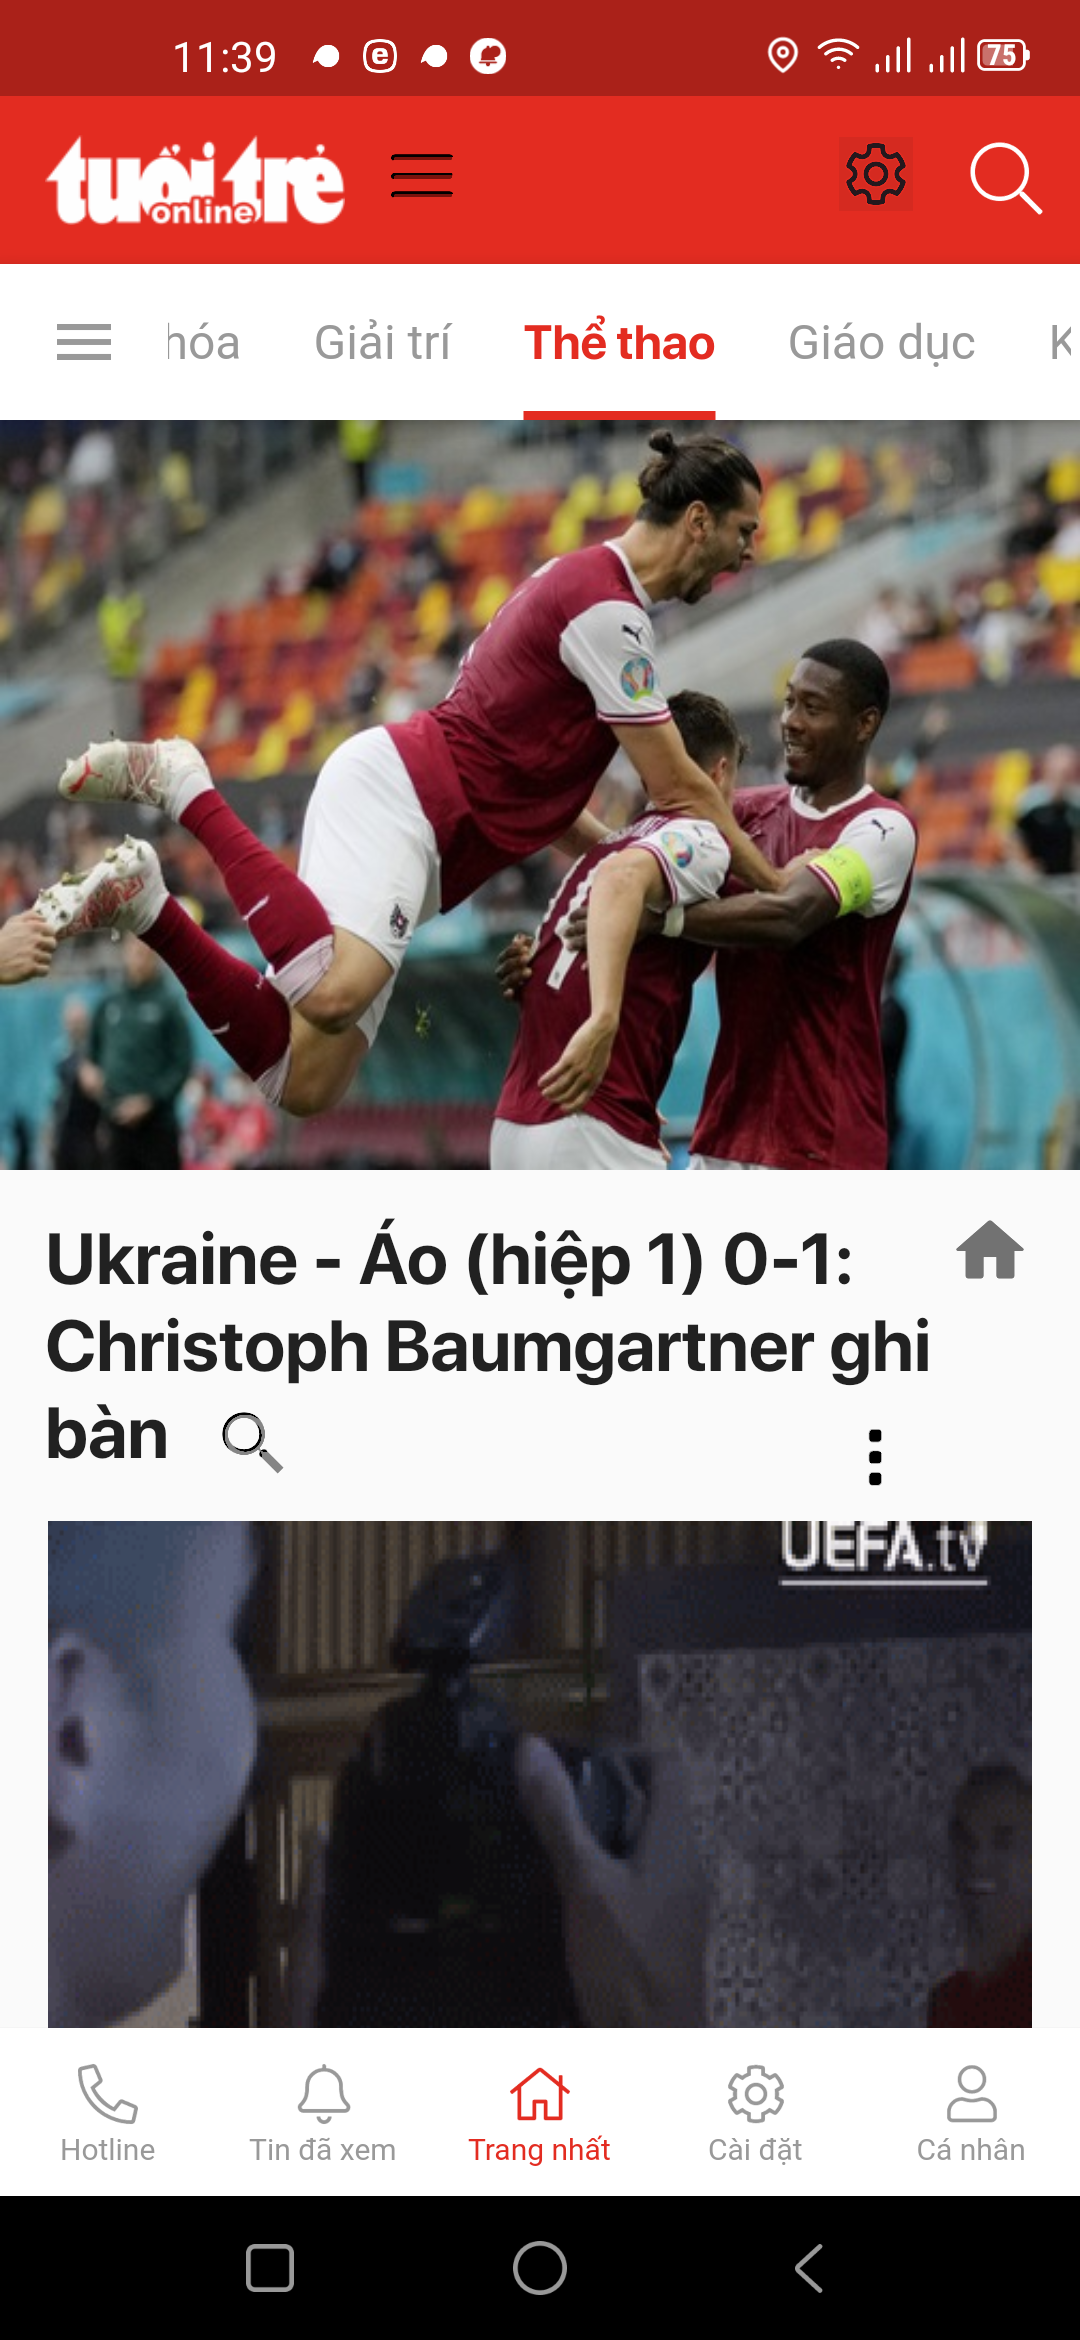 11:39
75
tuổi trẻ
online
hóa Giải trí Thể thao Giáo dục K
Ukraine - Áo (hiệp 1) 0-1:
Christoph Baumgartner ghi
bàn
UEFA.tv
Hotline Tin đã xem Trang nhất Cài đặt Cá nhân